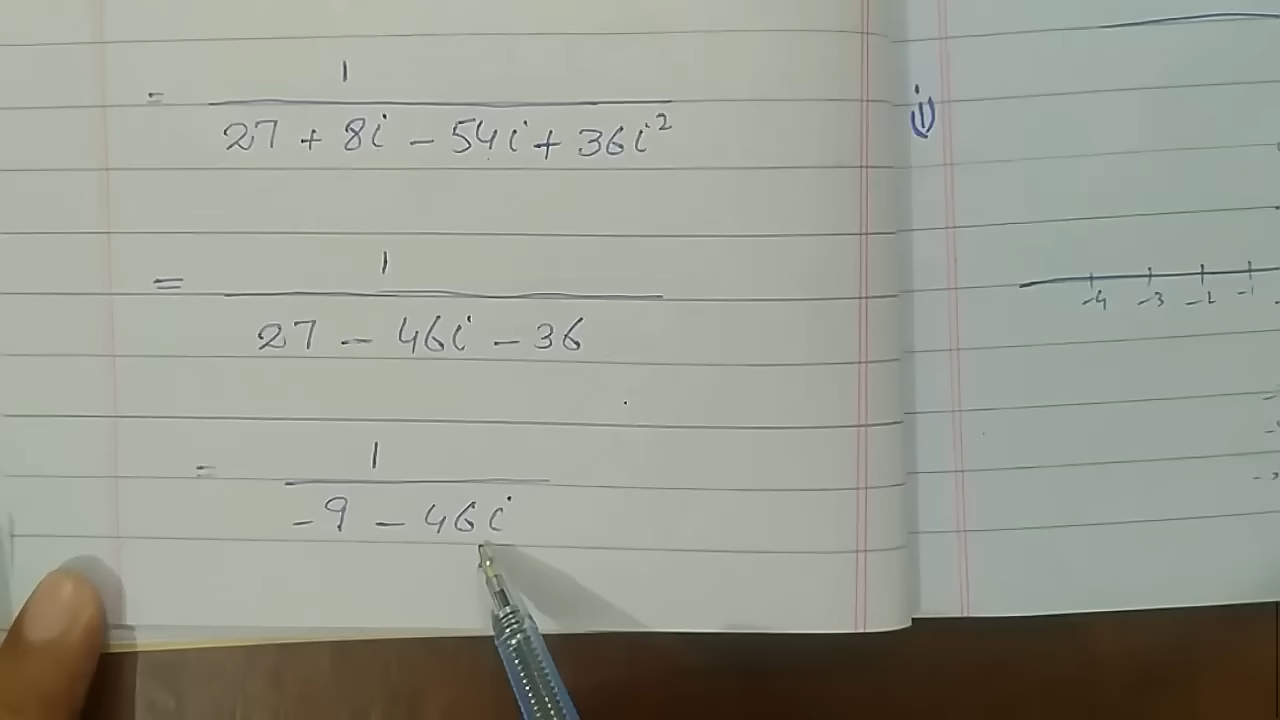 = 1 / 27 + 8i - 54i + 36i²
= 1 / 27 - 46i - 36
= 1 / -9 - 46i
i)
-4 -3 -2 -1